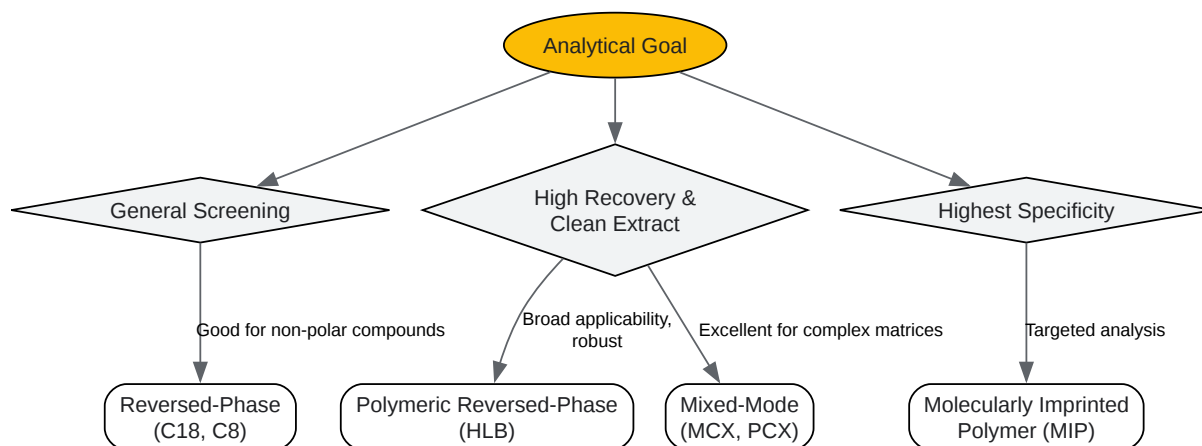 Analytical Goal
General Screening
High Recovery &
Clean Extract
Highest Specificity
Good for non-polar compounds
Broad applicability,
robust
Excellent for complex matrices
Targeted analysis
Reversed-Phase
(C18, C8)
Polymeric Reversed-Phase
(HLB)
Mixed-Mode
(MCX, PCX)
Molecularly Imprinted
Polymer (MIP)